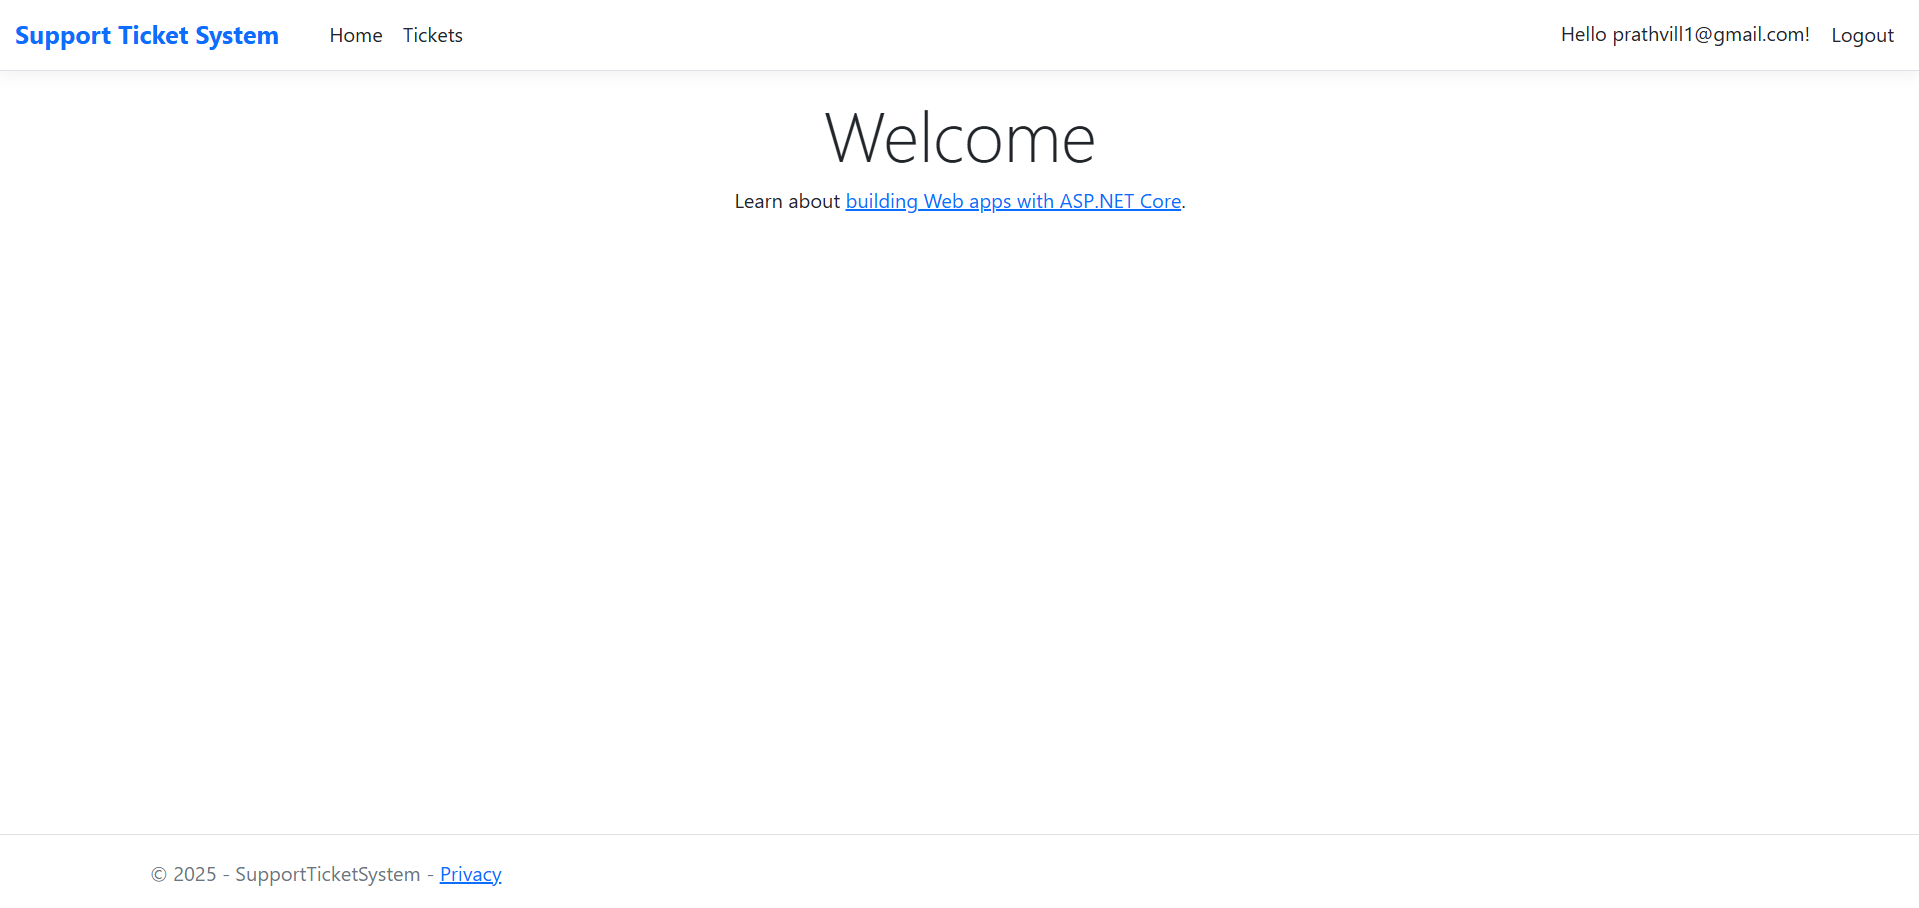 Support Ticket System Home Tickets Hello prathvill1@gmail.com! Logout
Welcome
Learn about building Web apps with ASP.NET Core.
© 2025 - SupportTicketSystem - Privacy